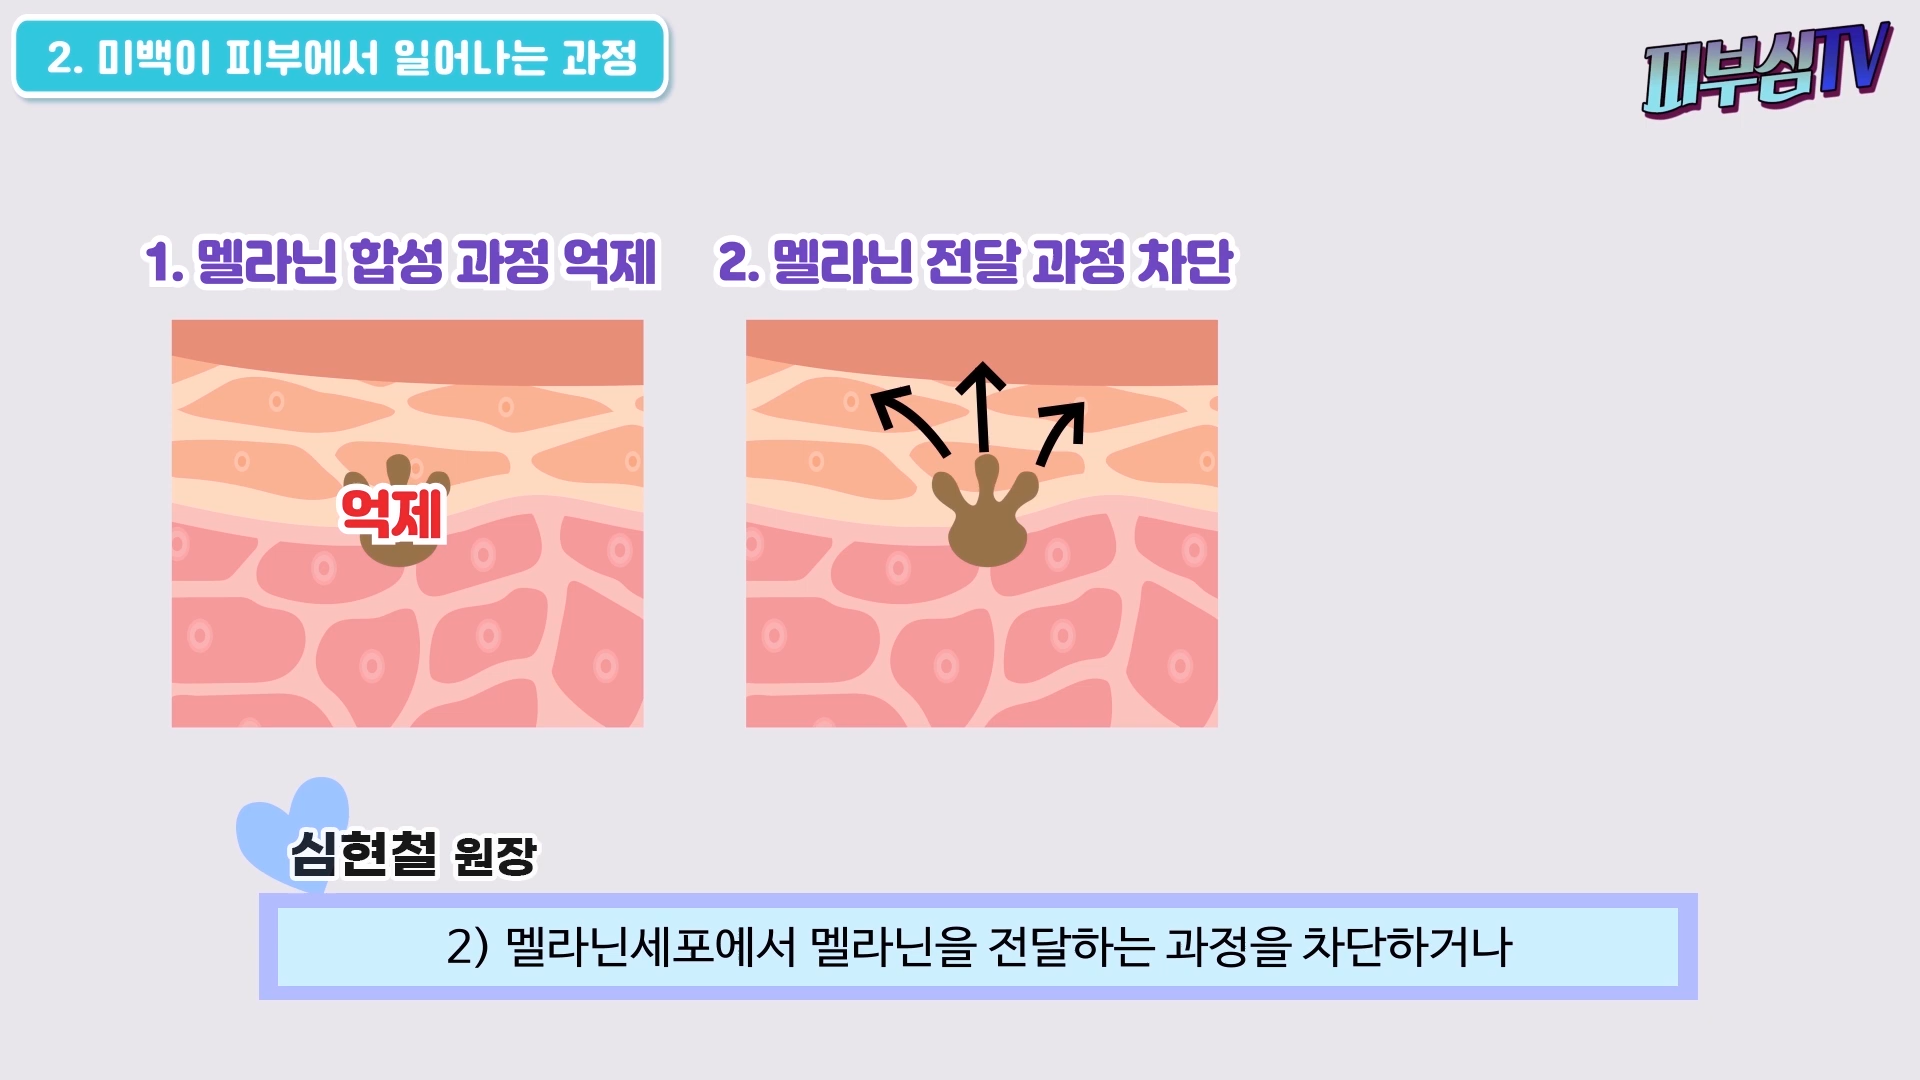 2. 미백이 피부에서 일어나는 과정
피부심TV
1. 멜라닌 합성 과정 억제
2. 멜라닌 전달 과정 차단
억제
심현철 원장
2) 멜라닌세포에서 멜라닌을 전달하는 과정을 차단하거나